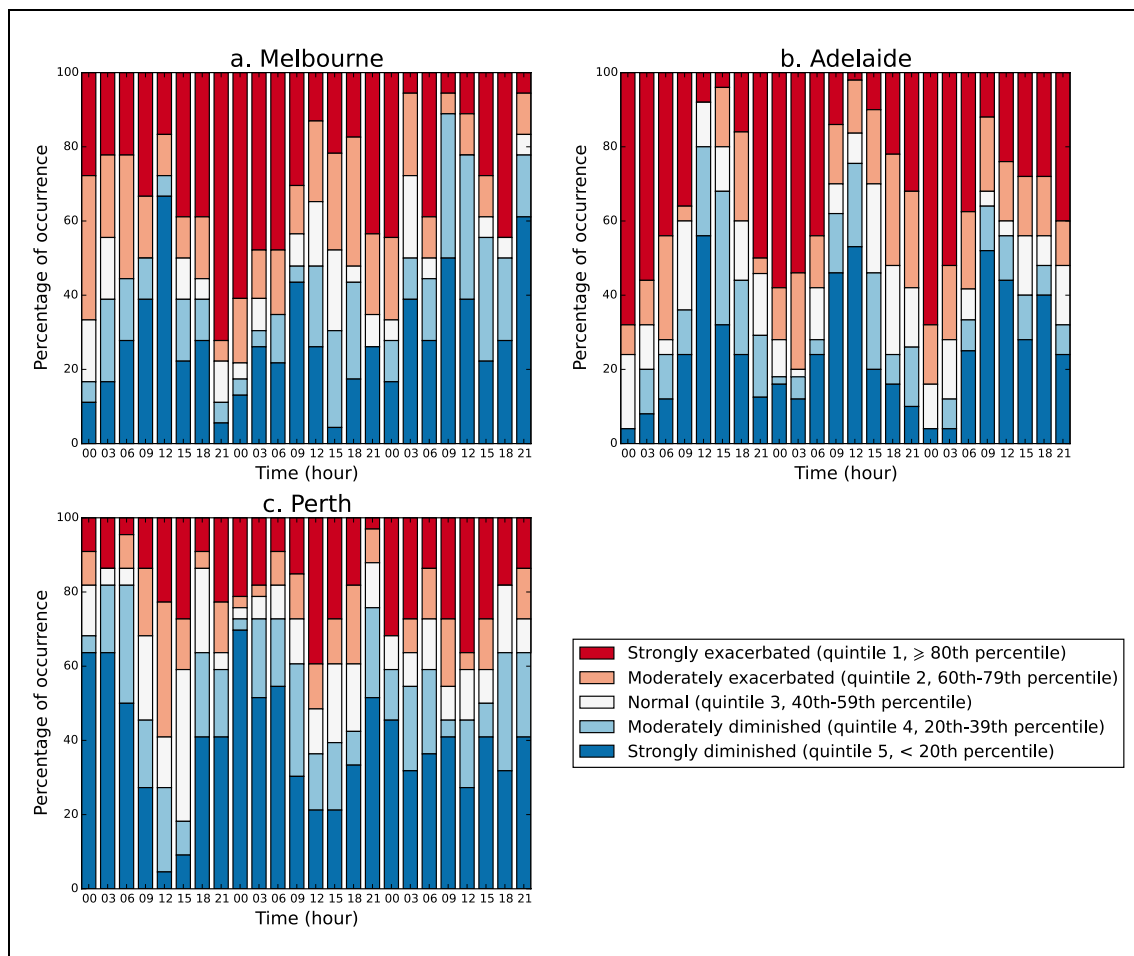 a. Melbourne
100
80
60
40
20
0
Percentage of occurrence
00 03 06 09 12 15 18 21 00 03 06 09 12 15 18 21 00 03 06 09 12 15 18 21
Time (hour)
b. Adelaide
100
80
60
40
20
0
Percentage of occurrence
00 03 06 09 12 15 18 21 00 03 06 09 12 15 18 21 00 03 06 09 12 15 18 21
Time (hour)
c. Perth
100
80
60
40
20
0
Percentage of occurrence
00 03 06 09 12 15 18 21 00 03 06 09 12 15 18 21 00 03 06 09 12 15 18 21
Time (hour)
Strongly exacerbated (quintile 1, ⩾ 80th percentile)
Moderately exacerbated (quintile 2, 60th-79th percentile)
Normal (quintile 3, 40th-59th percentile)
Moderately diminished (quintile 4, 20th-39th percentile)
Strongly diminished (quintile 5, < 20th percentile)